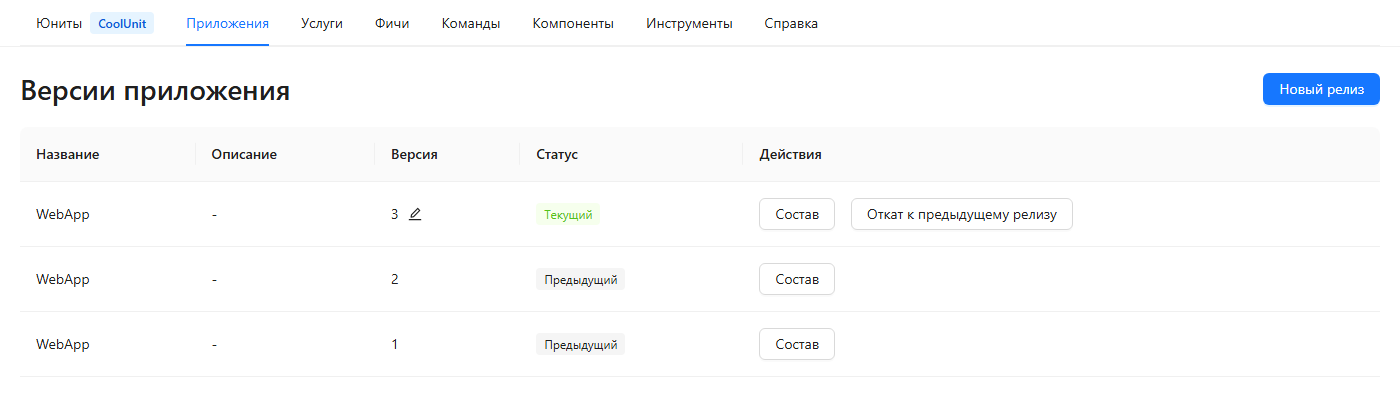 Юниты CoolUnit Приложения Услуги Фичи Команды Компоненты Инструменты Справка
Версии приложения Новый релиз
Название Описание Версия Статус Действия
WebApp - 3 Текущий Состав Откат к предыдущему релизу
WebApp - 2 Предыдущий Состав
WebApp - 1 Предыдущий Состав